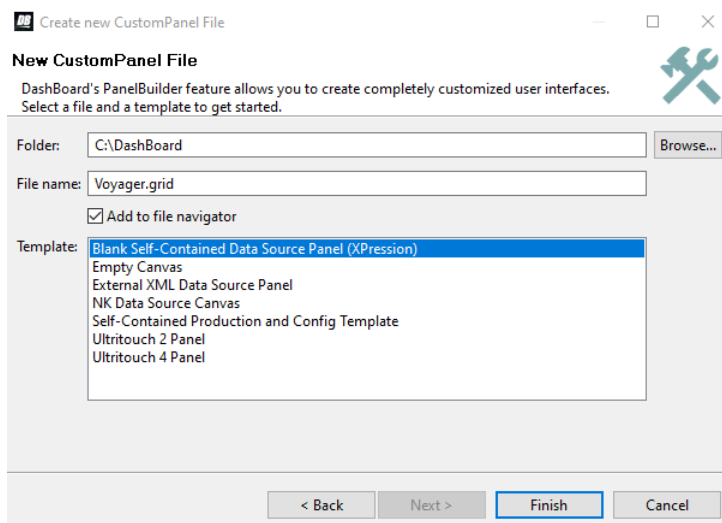 DB Create new CustomPanel File
New CustomPanel File
DashBoard's PanelBuilder feature allows you to create completely customized user interfaces.
Select a file and a template to get started.
Folder: C:\DashBoard Browse...
File name: Voyager.grid
Add to file navigator
Template: Blank Self-Contained Data Source Panel (XPression)
Empty Canvas
External XML Data Source Panel
NK Data Source Canvas
Self-Contained Production and Config Template
Ultritouch 2 Panel
Ultritouch 4 Panel
< Back Next > Finish Cancel